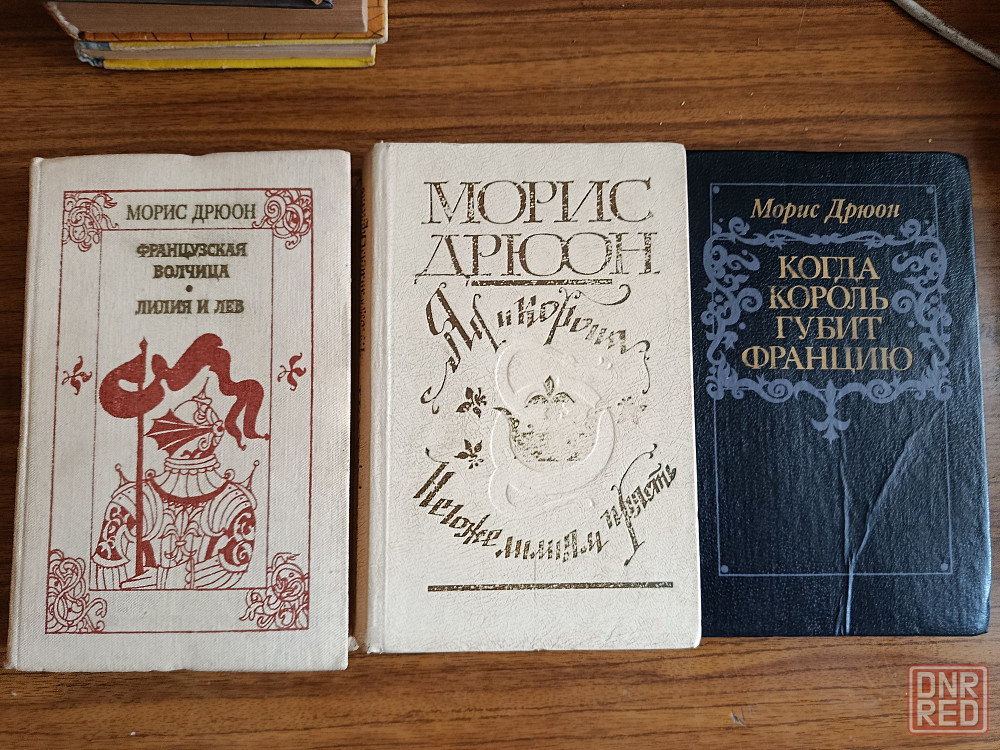 МОРИС ДРЮОН
ФРАНЦУЗСКАЯ
ВОЛЧИЦА
•
ЛИЛИЯ И ЛЕВ
МОРИС
ДРЮОН
Яд и корона
Негоже лилиям прясть
Морис Дрюон
КОГДА
КОРОЛЬ
ГУБИТ
ФРАНЦИЮ
DNR
RED